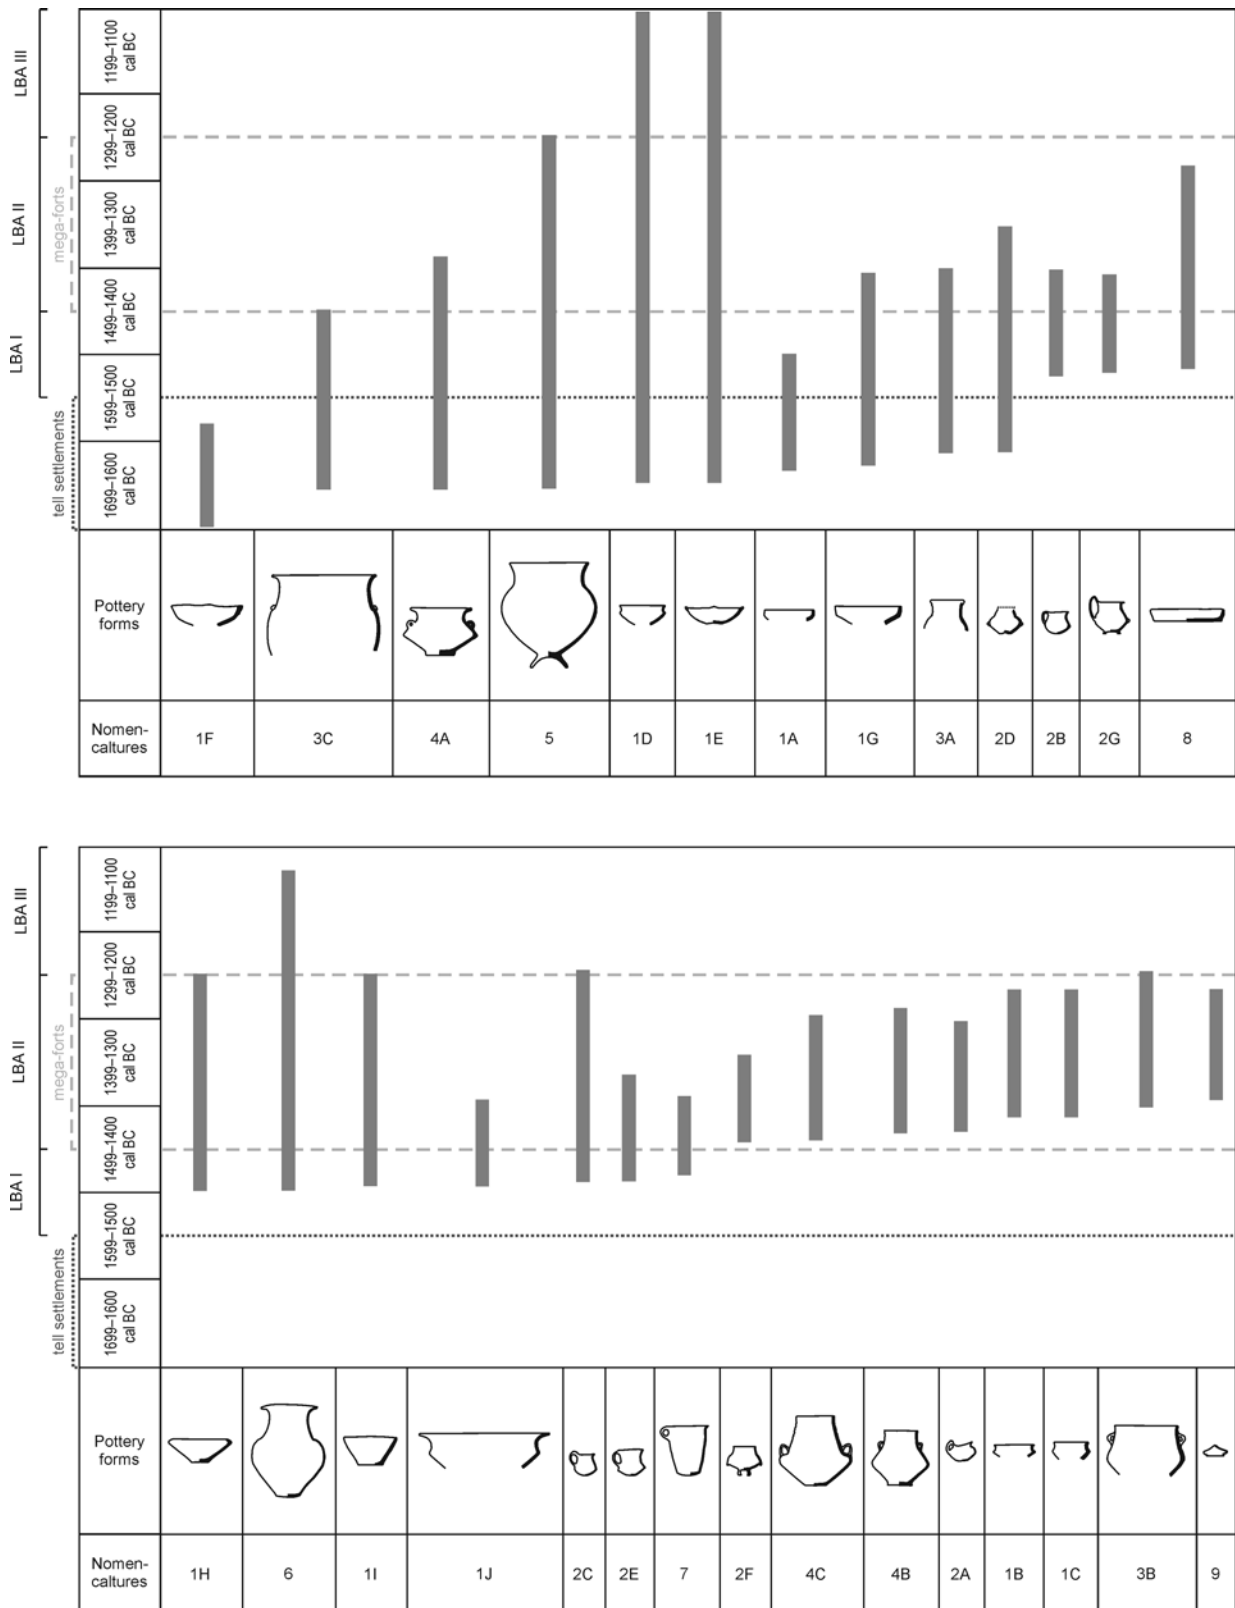 LBA III
LBA II
LBA I
mega-forts
tell settlements
1199–1100
cal BC
1299–1200
cal BC
1399–1300
cal BC
1499–1400
cal BC
1599–1500
cal BC
1699–1600
cal BC
Pottery
forms
Nomen-
caltures
1F
3C
4A
5
1D
1E
1A
1G
3A
2D
2B
2G
8
LBA III
LBA II
LBA I
mega-forts
tell settlements
1199–1100
cal BC
1299–1200
cal BC
1399–1300
cal BC
1499–1400
cal BC
1599–1500
cal BC
1699–1600
cal BC
Pottery
forms
Nomen-
caltures
1H
6
1I
1J
2C
2E
7
2F
4C
4B
2A
1B
1C
3B
9